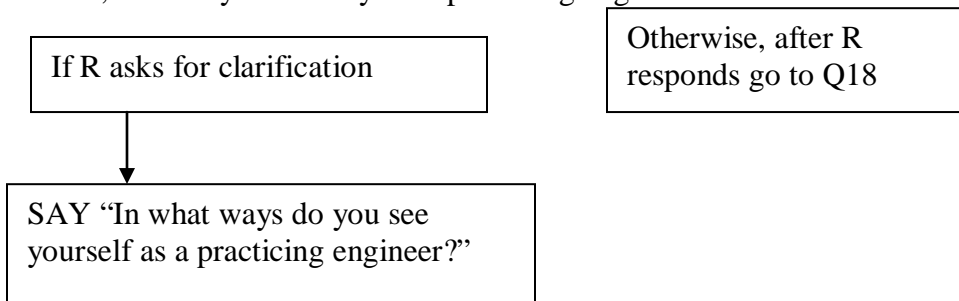 If R asks for clarification
Otherwise, after R
responds go to Q18
SAY “In what ways do you see
yourself as a practicing engineer?”